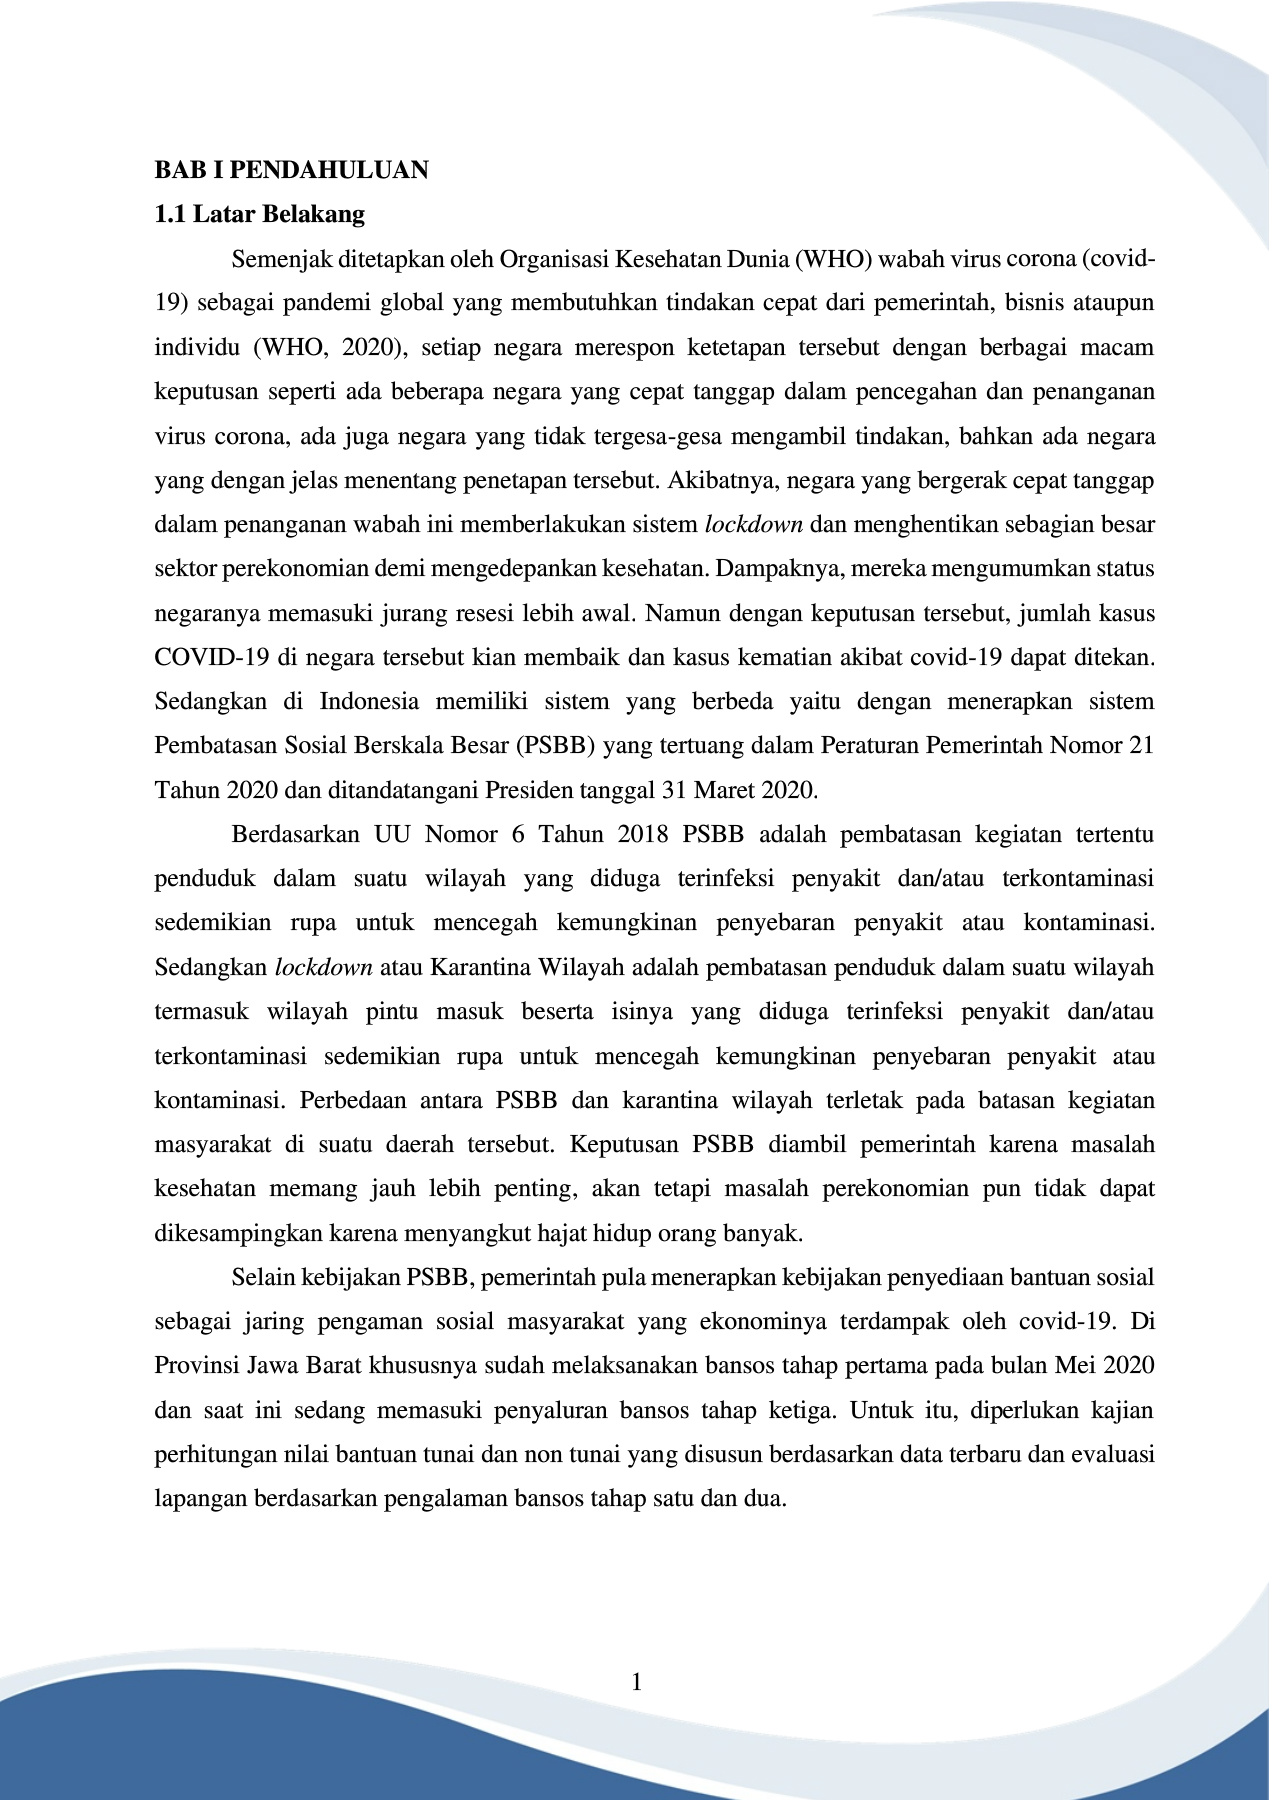 BAB I PENDAHULUAN
1.1 Latar Belakang
Semenjak ditetapkan oleh Organisasi Kesehatan Dunia (WHO) wabah virus corona (covid-
19) sebagai pandemi global yang membutuhkan tindakan cepat dari pemerintah, bisnis ataupun
individu (WHO, 2020), setiap negara merespon ketetapan tersebut dengan berbagai macam
keputusan seperti ada beberapa negara yang cepat tanggap dalam pencegahan dan penanganan
virus corona, ada juga negara yang tidak tergesa-gesa mengambil tindakan, bahkan ada negara
yang dengan jelas menentang penetapan tersebut. Akibatnya, negara yang bergerak cepat tanggap
dalam penanganan wabah ini memberlakukan sistem lockdown dan menghentikan sebagian besar
sektor perekonomian demi mengedepankan kesehatan. Dampaknya, mereka mengumumkan status
negaranya memasuki jurang resesi lebih awal. Namun dengan keputusan tersebut, jumlah kasus
COVID-19 di negara tersebut kian membaik dan kasus kematian akibat covid-19 dapat ditekan.
Sedangkan di Indonesia memiliki sistem yang berbeda yaitu dengan menerapkan sistem
Pembatasan Sosial Berskala Besar (PSBB) yang tertuang dalam Peraturan Pemerintah Nomor 21
Tahun 2020 dan ditandatangani Presiden tanggal 31 Maret 2020.
Berdasarkan UU Nomor 6 Tahun 2018 PSBB adalah pembatasan kegiatan tertentu
penduduk dalam suatu wilayah yang diduga terinfeksi penyakit dan/atau terkontaminasi
sedemikian rupa untuk mencegah kemungkinan penyebaran penyakit atau kontaminasi.
Sedangkan lockdown atau Karantina Wilayah adalah pembatasan penduduk dalam suatu wilayah
termasuk wilayah pintu masuk beserta isinya yang diduga terinfeksi penyakit dan/atau
terkontaminasi sedemikian rupa untuk mencegah kemungkinan penyebaran penyakit atau
kontaminasi. Perbedaan antara PSBB dan karantina wilayah terletak pada batasan kegiatan
masyarakat di suatu daerah tersebut. Keputusan PSBB diambil pemerintah karena masalah
kesehatan memang jauh lebih penting, akan tetapi masalah perekonomian pun tidak dapat
dikesampingkan karena menyangkut hajat hidup orang banyak.
Selain kebijakan PSBB, pemerintah pula menerapkan kebijakan penyediaan bantuan sosial
sebagai jaring pengaman sosial masyarakat yang ekonominya terdampak oleh covid-19. Di
Provinsi Jawa Barat khususnya sudah melaksanakan bansos tahap pertama pada bulan Mei 2020
dan saat ini sedang memasuki penyaluran bansos tahap ketiga. Untuk itu, diperlukan kajian
perhitungan nilai bantuan tunai dan non tunai yang disusun berdasarkan data terbaru dan evaluasi
lapangan berdasarkan pengalaman bansos tahap satu dan dua.
1